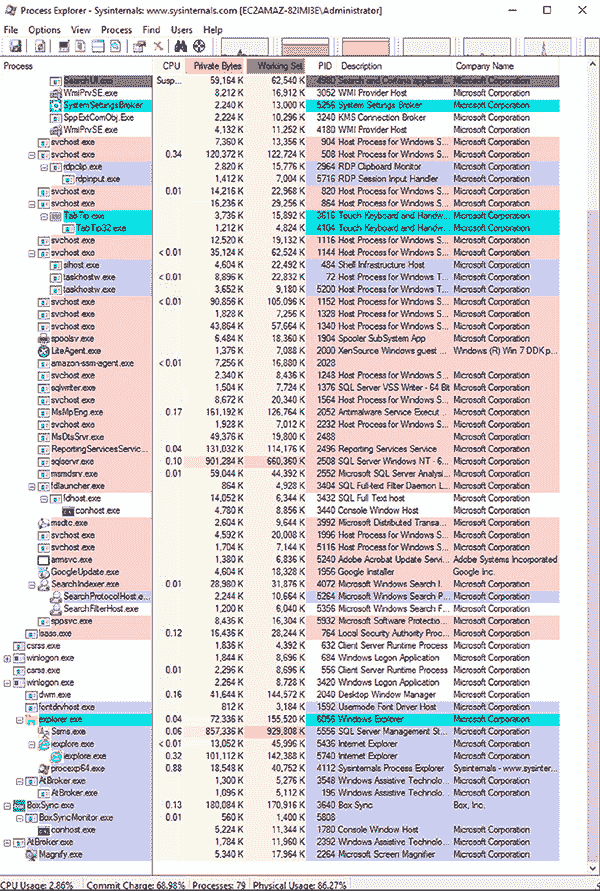 Process Explorer - Sysinternals: www.sysinternals.com [EC2AMAZ-82IMI3E\Administrator]
File Options View Process Find Users Help
Process CPU Private Bytes Working Set PID Description Company Name
SearchUI.exe Susp... 59,164 K 62,540 K 4980 Search and Cortana applicati... Microsoft Corporation
WmiPrvSE.exe 8,212 K 16,912 K 3052 WMI Provider Host Microsoft Corporation
SystemSettingsBroker 2,240 K 13,000 K 5256 System Settings Broker Microsoft Corporation
SppExtComObj.Exe 2,224 K 10,296 K 3240 KMS Connection Broker Microsoft Corporation
WmiPrvSE.exe 4,132 K 11,252 K 4180 WMI Provider Host Microsoft Corporation
svchost.exe 7,360 K 13,356 K 904 Host Process for Windows S... Microsoft Corporation
svchost.exe 0.34 120,372 K 122,724 K 508 Host Process for Windows S... Microsoft Corporation
rdpclip.exe 2,820 K 15,776 K 2964 RDP Clipboard Monitor Microsoft Corporation
rdpinput.exe 1,412 K 7,004 K 5716 RDP Session Input Handler Microsoft Corporation
svchost.exe 0.01 14,216 K 22,968 K 820 Host Process for Windows S... Microsoft Corporation
svchost.exe 16,236 K 29,256 K 864 Host Process for Windows S... Microsoft Corporation
TabTip.exe 3,736 K 15,892 K 3616 Touch Keyboard and Handw... Microsoft Corporation
TabTip32.exe 1,212 K 4,824 K 4104 Touch Keyboard and Handw... Microsoft Corporation
svchost.exe 12,520 K 19,132 K 1116 Host Process for Windows S... Microsoft Corporation
svchost.exe < 0.01 35,124 K 62,524 K 1144 Host Process for Windows S... Microsoft Corporation
sihost.exe 4,604 K 22,492 K 484 Shell Infrastructure Host Microsoft Corporation
taskhostw.exe < 0.01 8,896 K 22,832 K 72 Host Process for Windows T... Microsoft Corporation
taskhostw.exe 3,652 K 9,180 K 5200 Host Process for Windows T... Microsoft Corporation
svchost.exe < 0.01 90,856 K 105,096 K 1152 Host Process for Windows S... Microsoft Corporation
svchost.exe 1,828 K 7,256 K 1328 Host Process for Windows S... Microsoft Corporation
svchost.exe 43,864 K 57,664 K 1340 Host Process for Windows S... Microsoft Corporation
spoolsv.exe 6,484 K 18,360 K 1904 Spooler SubSystem App Microsoft Corporation
LiteAgent.exe 1,376 K 7,088 K 2000 XenSource Windows guest ... Windows (R) Win 7 DDK p...
amazon-ssm-agent.exe < 0.01 7,256 K 16,880 K 2028
svchost.exe 2,340 K 8,436 K 1248 Host Process for Windows S... Microsoft Corporation
sqlwriter.exe 1,504 K 7,724 K 1376 SQL Server VSS Writer - 64 Bit Microsoft Corporation
svchost.exe 8,672 K 20,340 K 1564 Host Process for Windows S... Microsoft Corporation
MsMpEng.exe 0.17 161,192 K 126,764 K 2052 Antimalware Service Execut... Microsoft Corporation
svchost.exe 1,928 K 7,012 K 2232 Host Process for Windows S... Microsoft Corporation
MsDtsSrvr.exe 49,376 K 19,800 K 2488
ReportingServicesServic... 0.04 131,032 K 114,176 K 2496 Reporting Services Service Microsoft Corporation
sqlservr.exe 0.10 901,284 K 660,360 K 2508 SQL Server Windows NT - 6... Microsoft Corporation
msmdsrv.exe 0.01 59,044 K 44,392 K 2552 Microsoft SQL Server Analysi... Microsoft Corporation
fdlauncher.exe 864 K 4,928 K 3404 SQL Full-text Filter Daemon L... Microsoft Corporation
fdhost.exe 14,052 K 6,344 K 3432 SQL Full Text host Microsoft Corporation
conhost.exe 4,780 K 8,856 K 3440 Console Window Host Microsoft Corporation
msdtc.exe 2,604 K 9,644 K 3992 Microsoft Distributed Transa... Microsoft Corporation
svchost.exe 4,592 K 20,008 K 1996 Host Process for Windows S... Microsoft Corporation
svchost.exe 1,704 K 7,144 K 5116 Host Process for Windows S... Microsoft Corporation
armsvc.exe 1,380 K 6,836 K 5240 Adobe Acrobat Update Servi... Adobe Systems Incorporated
GoogleUpdate.exe 4,604 K 18,328 K 1956 Google Installer Google Inc.
SearchIndexer.exe 0.01 28,980 K 31,876 K 4072 Microsoft Windows Search I... Microsoft Corporation
SearchProtocolHost.e... 2,244 K 10,664 K 5264 Microsoft Windows Search P... Microsoft Corporation
SearchFilterHost.exe 1,200 K 6,040 K 5356 Microsoft Windows Search F... Microsoft Corporation
sppsvc.exe 8,436 K 16,304 K 5932 Microsoft Software Protectio... Microsoft Corporation
lsass.exe 0.12 16,436 K 28,244 K 764 Local Security Authority Proc... Microsoft Corporation
csrss.exe 1,836 K 4,392 K 632 Client Server Runtime Process Microsoft Corporation
winlogon.exe 1,844 K 8,696 K 684 Windows Logon Application Microsoft Corporation
csrss.exe 0.01 2,296 K 8,696 K 556 Client Server Runtime Process Microsoft Corporation
winlogon.exe 2,264 K 8,728 K 3420 Windows Logon Application Microsoft Corporation
dwm.exe 0.16 41,644 K 144,572 K 2040 Desktop Window Manager Microsoft Corporation
fontdrvhost.exe 812 K 3,184 K 1592 Usermode Font Driver Host Microsoft Corporation
explorer.exe 0.04 72,336 K 155,520 K 6056 Windows Explorer Microsoft Corporation
Ssms.exe 0.06 857,336 K 929,808 K 5556 SQL Server Management St... Microsoft Corporation
iexplore.exe < 0.01 13,052 K 45,996 K 5436 Internet Explorer Microsoft Corporation
iexplore.exe 0.32 101,112 K 142,388 K 5740 Internet Explorer Microsoft Corporation
procexp64.exe 0.88 18,548 K 40,752 K 4112 Sysinternals Process Explorer Sysinternals - www.sysinter...
AtBroker.exe 1,300 K 5,276 K 3548 Windows Assistive Technolo... Microsoft Corporation
AtBroker.exe 1,096 K 5,112 K 196 Windows Assistive Technolo... Microsoft Corporation
BoxSync.exe 0.13 180,084 K 170,916 K 3640 Box Sync Box, Inc.
BoxSyncMonitor.exe 0.01 560 K 1,400 K 5808
conhost.exe 5,224 K 11,344 K 1780 Console Window Host Microsoft Corporation
AtBroker.exe 1,784 K 11,960 K 2392 Windows Assistive Technolo... Microsoft Corporation
Magnify.exe 5,340 K 17,964 K 2264 Microsoft Screen Magnifier Microsoft Corporation
CPU Usage: 2.86% Commit Charge: 68.98% Processes: 79 Physical Usage: 86.27%